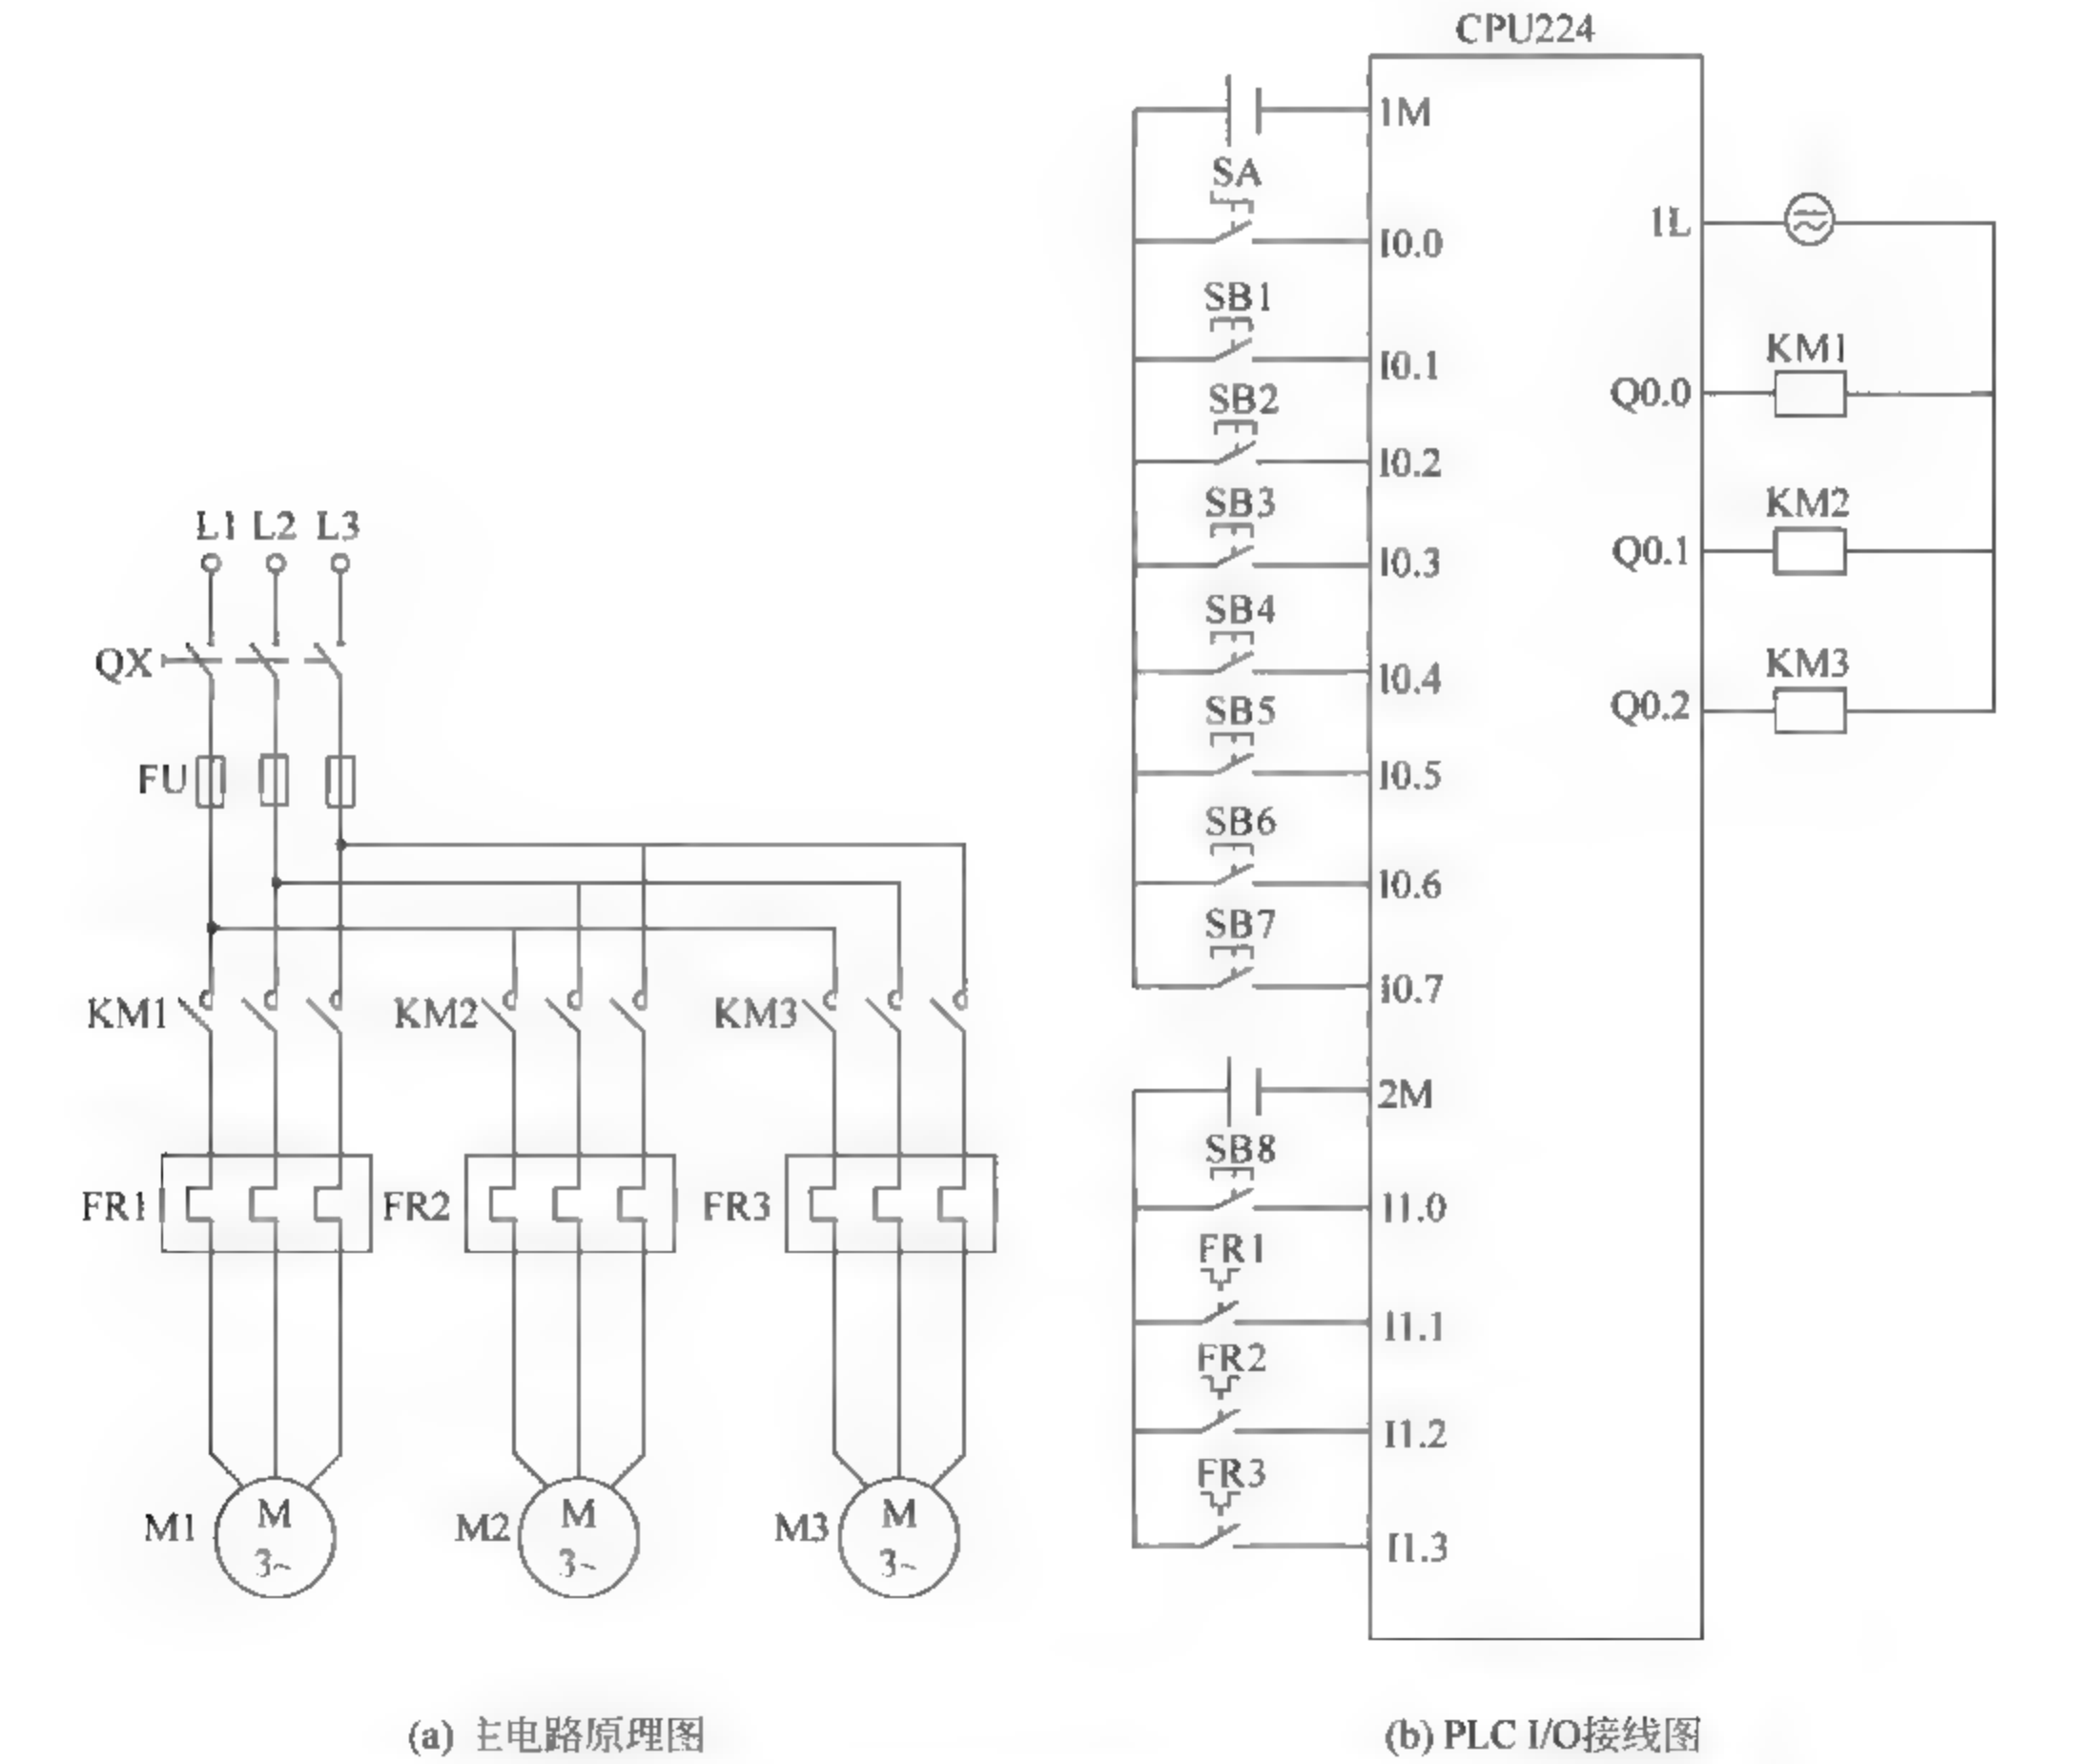 L1 L2 L3
QX
FU
KM1 KM2 KM3
FR1 FR2 FR3
M1 M 3~ M2 M 3~ M3 M 3~
(a) 主电路原理图
CPU224
1M
SA
I0.0
SB1
I0.1
SB2
I0.2
SB3
I0.3
SB4
I0.4
SB5
I0.5
SB6
I0.6
SB7
I0.7
2M
SB8
I1.0
FR1
I1.1
FR2
I1.2
FR3
I1.3
1L
KM1
Q0.0
KM2
Q0.1
KM3
Q0.2
(b) PLC I/O接线图